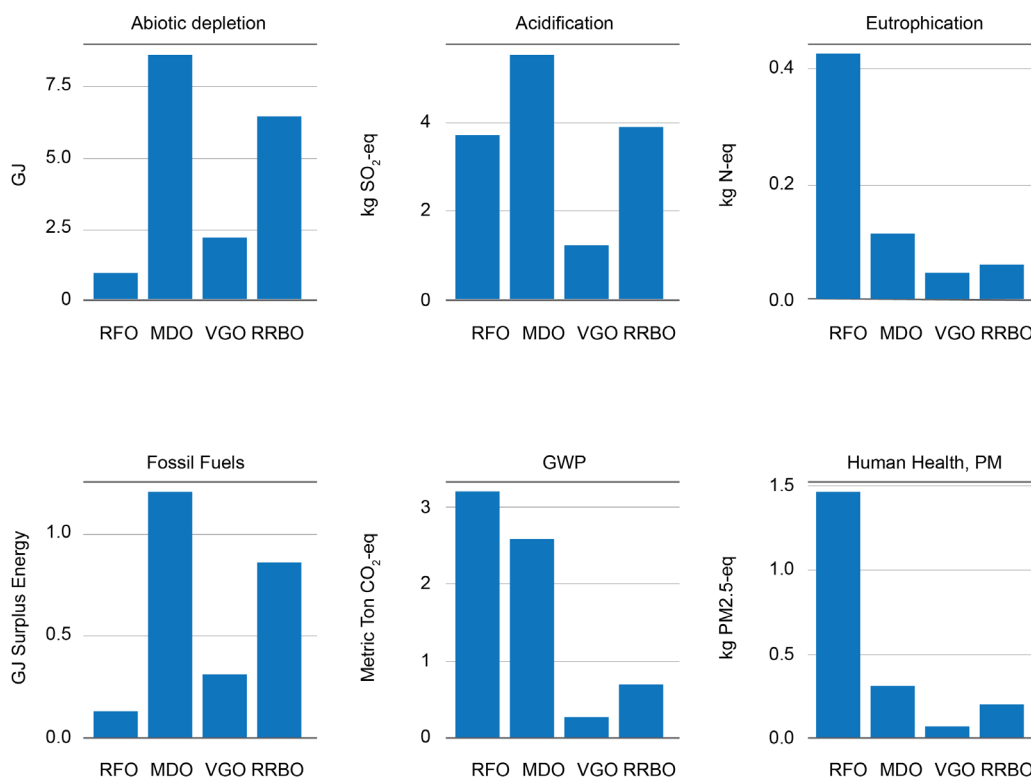 Abiotic depletion
GJ
7.5
5.0
2.5
0
RFO MDO VGO RRBO
Acidification
kg SO₂-eq
4
2
0
RFO MDO VGO RRBO
Eutrophication
kg N-eq
0.4
0.2
0.0
RFO MDO VGO RRBO
Fossil Fuels
GJ Surplus Energy
1.0
0.5
0.0
RFO MDO VGO RRBO
GWP
Metric Ton CO₂-eq
3
2
1
0
RFO MDO VGO RRBO
Human Health, PM
kg PM2.5-eq
1.5
1.0
0.5
0.0
RFO MDO VGO RRBO